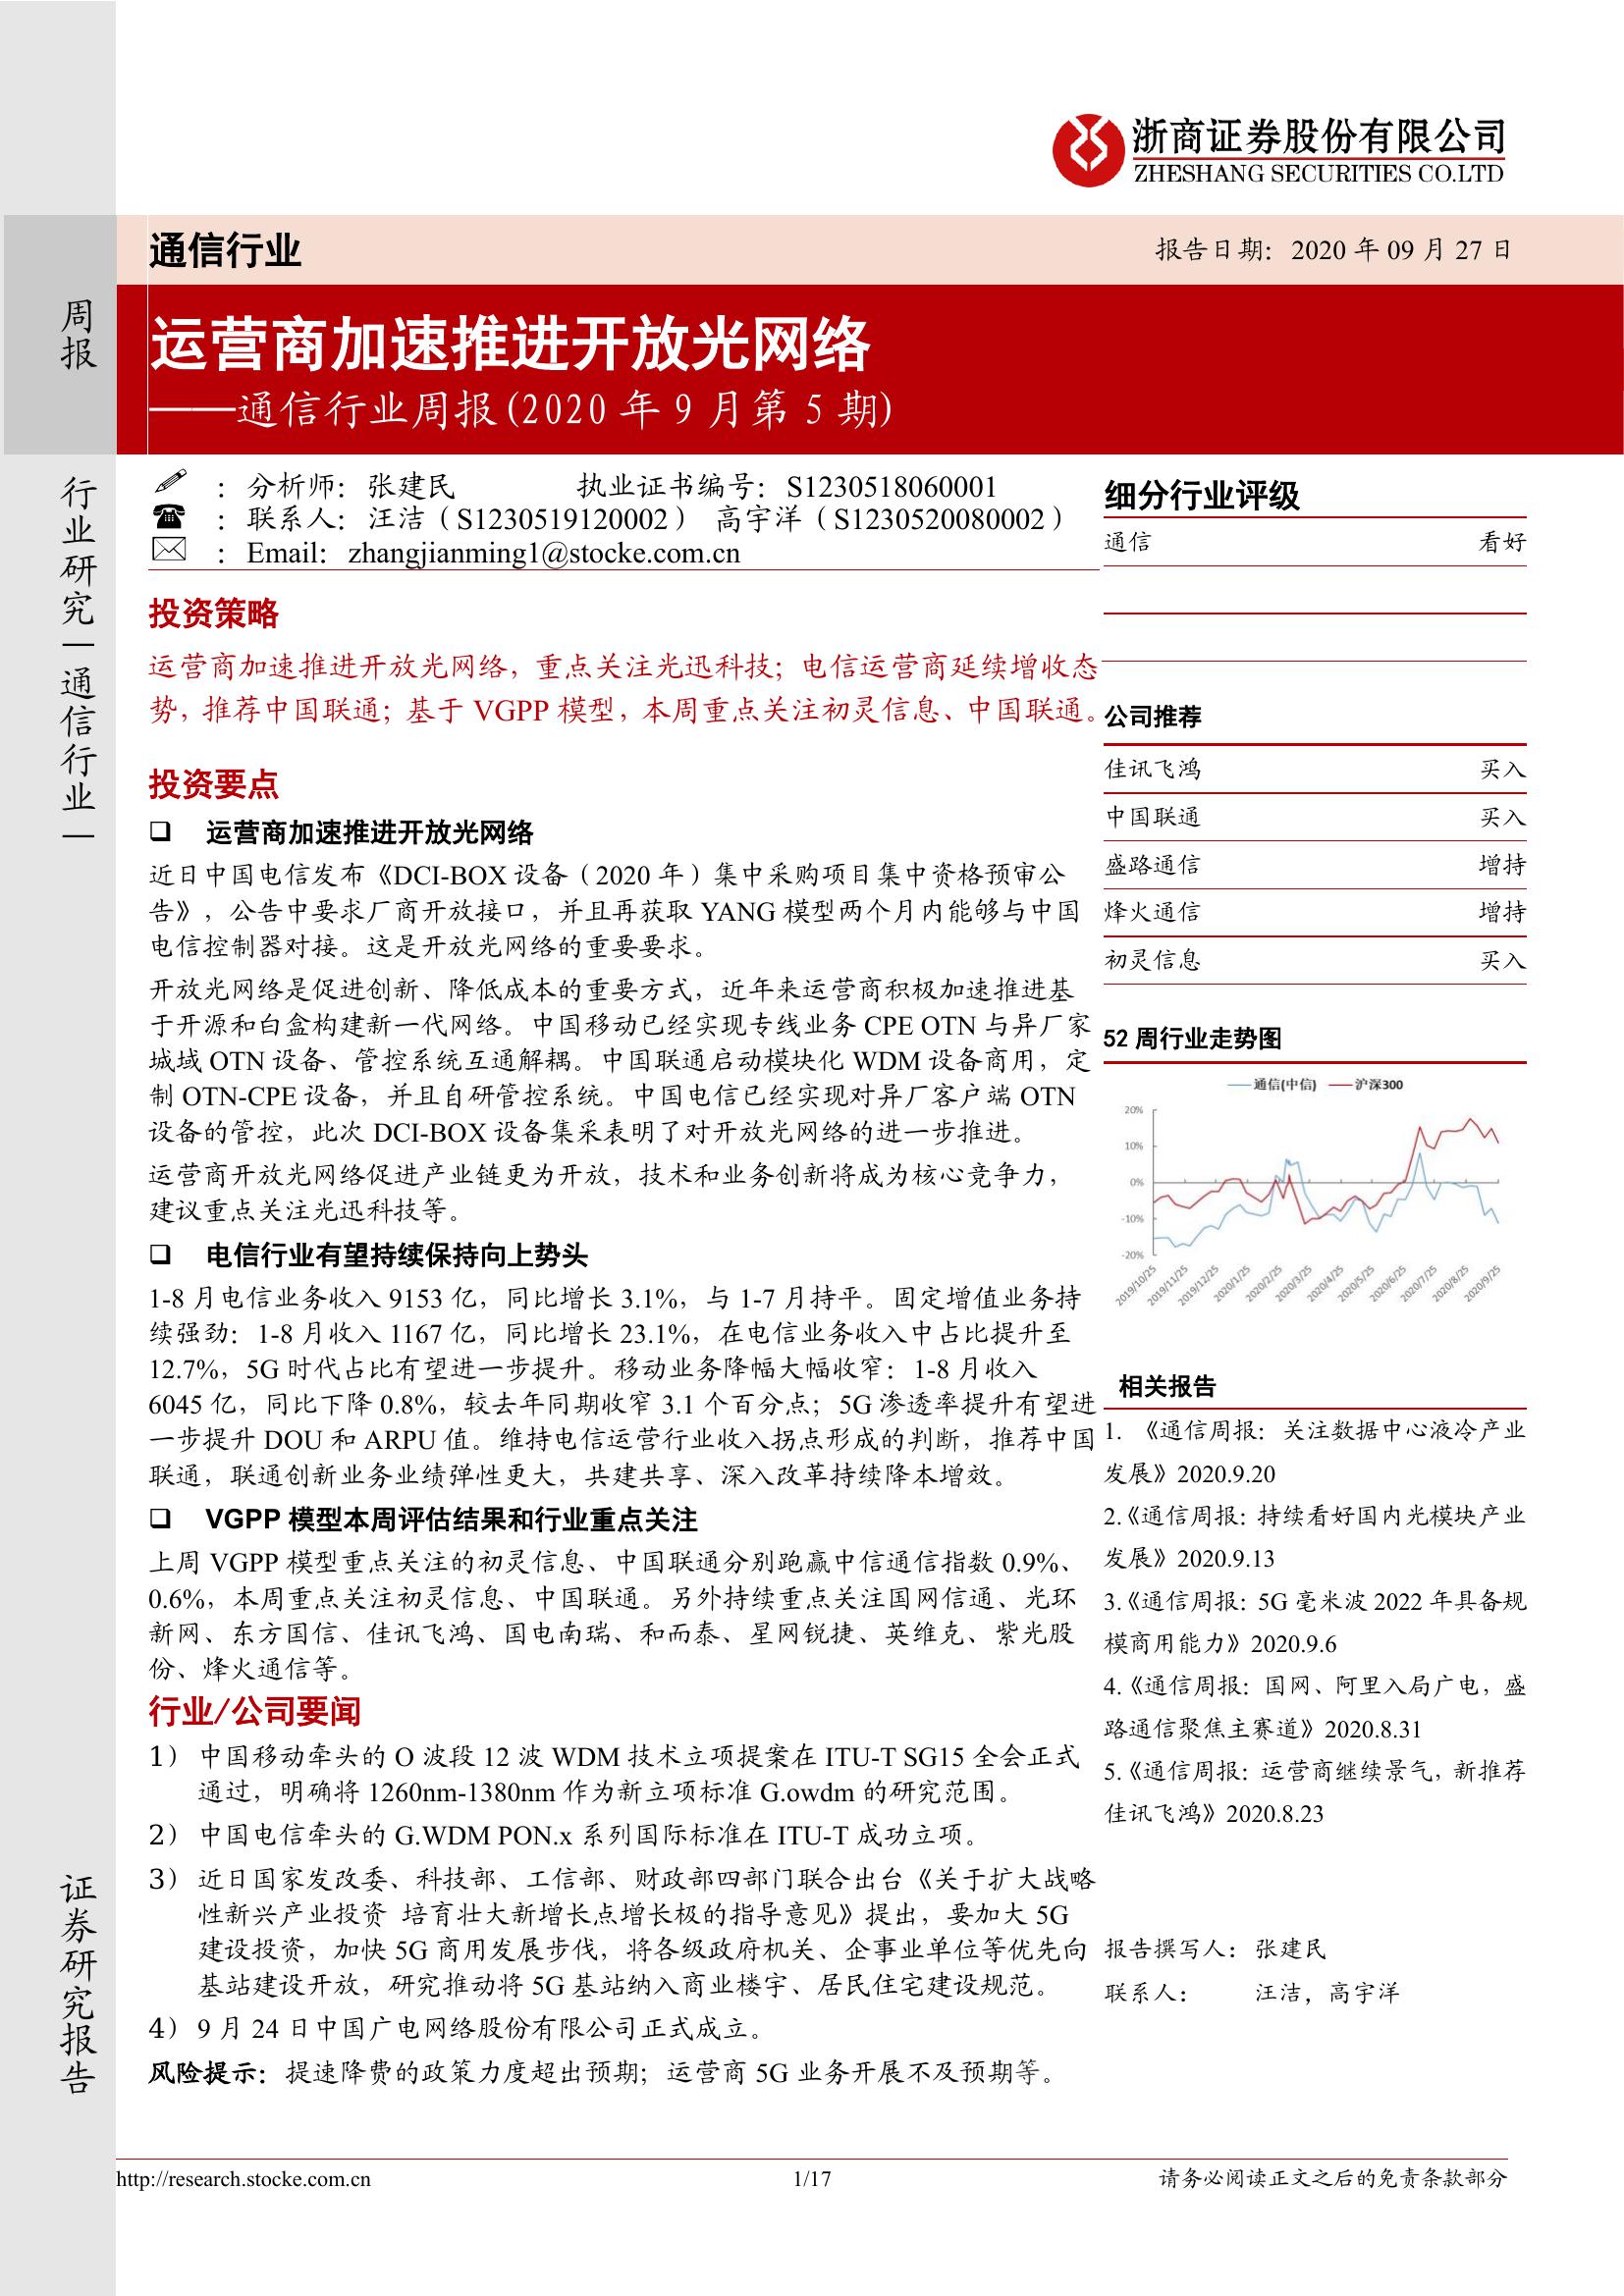 浙商证券股份有限公司
ZHESHANG SECURITIES CO.LTD
通信行业
报告日期：2020 年 09 月 27 日
周报
运营商加速推进开放光网络
——通信行业周报(2020 年 9 月第 5 期)
行业研究|通信行业|
证券研究报告
：分析师：张建民 执业证书编号：S1230518060001
：联系人：汪洁（S1230519120002） 高宇洋（S1230520080002）
：Email：zhangjianming1@stocke.com.cn
投资策略
运营商加速推进开放光网络，重点关注光迅科技；电信运营商延续增收态
势，推荐中国联通；基于 VGPP 模型，本周重点关注初灵信息、中国联通。
投资要点
❑ 运营商加速推进开放光网络
近日中国电信发布《DCI-BOX 设备（2020 年）集中采购项目集中资格预审公
告》，公告中要求厂商开放接口，并且再获取 YANG 模型两个月内能够与中国
电信控制器对接。这是开放光网络的重要要求。
开放光网络是促进创新、降低成本的重要方式，近年来运营商积极加速推进基
于开源和白盒构建新一代网络。中国移动已经实现专线业务 CPE OTN 与异厂家
城域 OTN 设备、管控系统互通解耦。中国联通启动模块化 WDM 设备商用，定
制 OTN-CPE 设备，并且自研管控系统。中国电信已经实现对异厂客户端 OTN
设备的管控，此次 DCI-BOX 设备集采表明了对开放光网络的进一步推进。
运营商开放光网络促进产业链更为开放，技术和业务创新将成为核心竞争力，
建议重点关注光迅科技等。
❑ 电信行业有望持续保持向上势头
1-8 月电信业务收入 9153 亿，同比增长 3.1%，与 1-7 月持平。固定增值业务持
续强劲：1-8 月收入 1167 亿，同比增长 23.1%，在电信业务收入中占比提升至
12.7%，5G 时代占比有望进一步提升。移动业务降幅大幅收窄：1-8 月收入
6045 亿，同比下降 0.8%，较去年同期收窄 3.1 个百分点；5G 渗透率提升有望进
一步提升 DOU 和 ARPU 值。维持电信运营行业收入拐点形成的判断，推荐中国
联通，联通创新业务业绩弹性更大，共建共享、深入改革持续降本增效。
❑ VGPP 模型本周评估结果和行业重点关注
上周 VGPP 模型重点关注的初灵信息、中国联通分别跑赢中信通信指数 0.9%、
0.6%，本周重点关注初灵信息、中国联通。另外持续重点关注国网信通、光环
新网、东方国信、佳讯飞鸿、国电南瑞、和而泰、星网锐捷、英维克、紫光股
份、烽火通信等。
行业/公司要闻
1） 中国移动牵头的 O 波段 12 波 WDM 技术立项提案在 ITU-T SG15 全会正式
通过，明确将 1260nm-1380nm 作为新立项标准 G.owdm 的研究范围。
2） 中国电信牵头的 G.WDM PON.x 系列国际标准在 ITU-T 成功立项。
3） 近日国家发改委、科技部、工信部、财政部四部门联合出台《关于扩大战略
性新兴产业投资 培育壮大新增长点增长极的指导意见》提出，要加大 5G
建设投资，加快 5G 商用发展步伐，将各级政府机关、企事业单位等优先向
基站建设开放，研究推动将 5G 基站纳入商业楼宇、居民住宅建设规范。
4） 9 月 24 日中国广电网络股份有限公司正式成立。
风险提示：提速降费的政策力度超出预期；运营商 5G 业务开展不及预期等。
细分行业评级
通信 看好
公司推荐
佳讯飞鸿 买入
中国联通 买入
盛路通信 增持
烽火通信 增持
初灵信息 买入
52 周行业走势图
通信(中信) 沪深300
20%
10%
0%
-10%
-20%
2019/10/25 2019/11/25 2019/12/25 2020/1/25 2020/2/25 2020/3/25 2020/4/25 2020/5/25 2020/6/25 2020/7/25 2020/8/25 2020/9/25
相关报告
1. 《通信周报：关注数据中心液冷产业
发展》2020.9.20
2.《通信周报：持续看好国内光模块产业
发展》2020.9.13
3.《通信周报：5G 毫米波 2022 年具备规
模商用能力》2020.9.6
4.《通信周报：国网、阿里入局广电，盛
路通信聚焦主赛道》2020.8.31
5.《通信周报：运营商继续景气，新推荐
佳讯飞鸿》2020.8.23
报告撰写人：张建民
联系人： 汪洁，高宇洋
http://research.stocke.com.cn
1/17
请务必阅读正文之后的免责条款部分